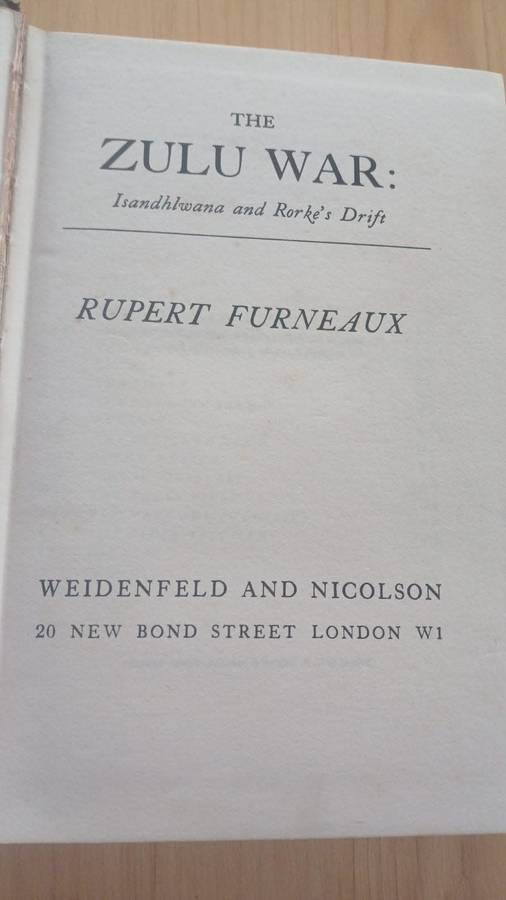 THE
ZULU WAR:
Isandhlwana and Rorke's Drift
RUPERT FURNEAUX
WEIDENFELD AND NICOLSON
20 NEW BOND STREET LONDON W1